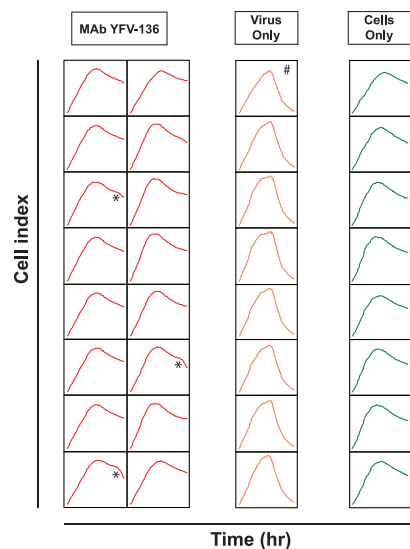 MAb YFV-136
Virus
Only
Cells
Only
#
*
*
*
Cell index
Time (hr)